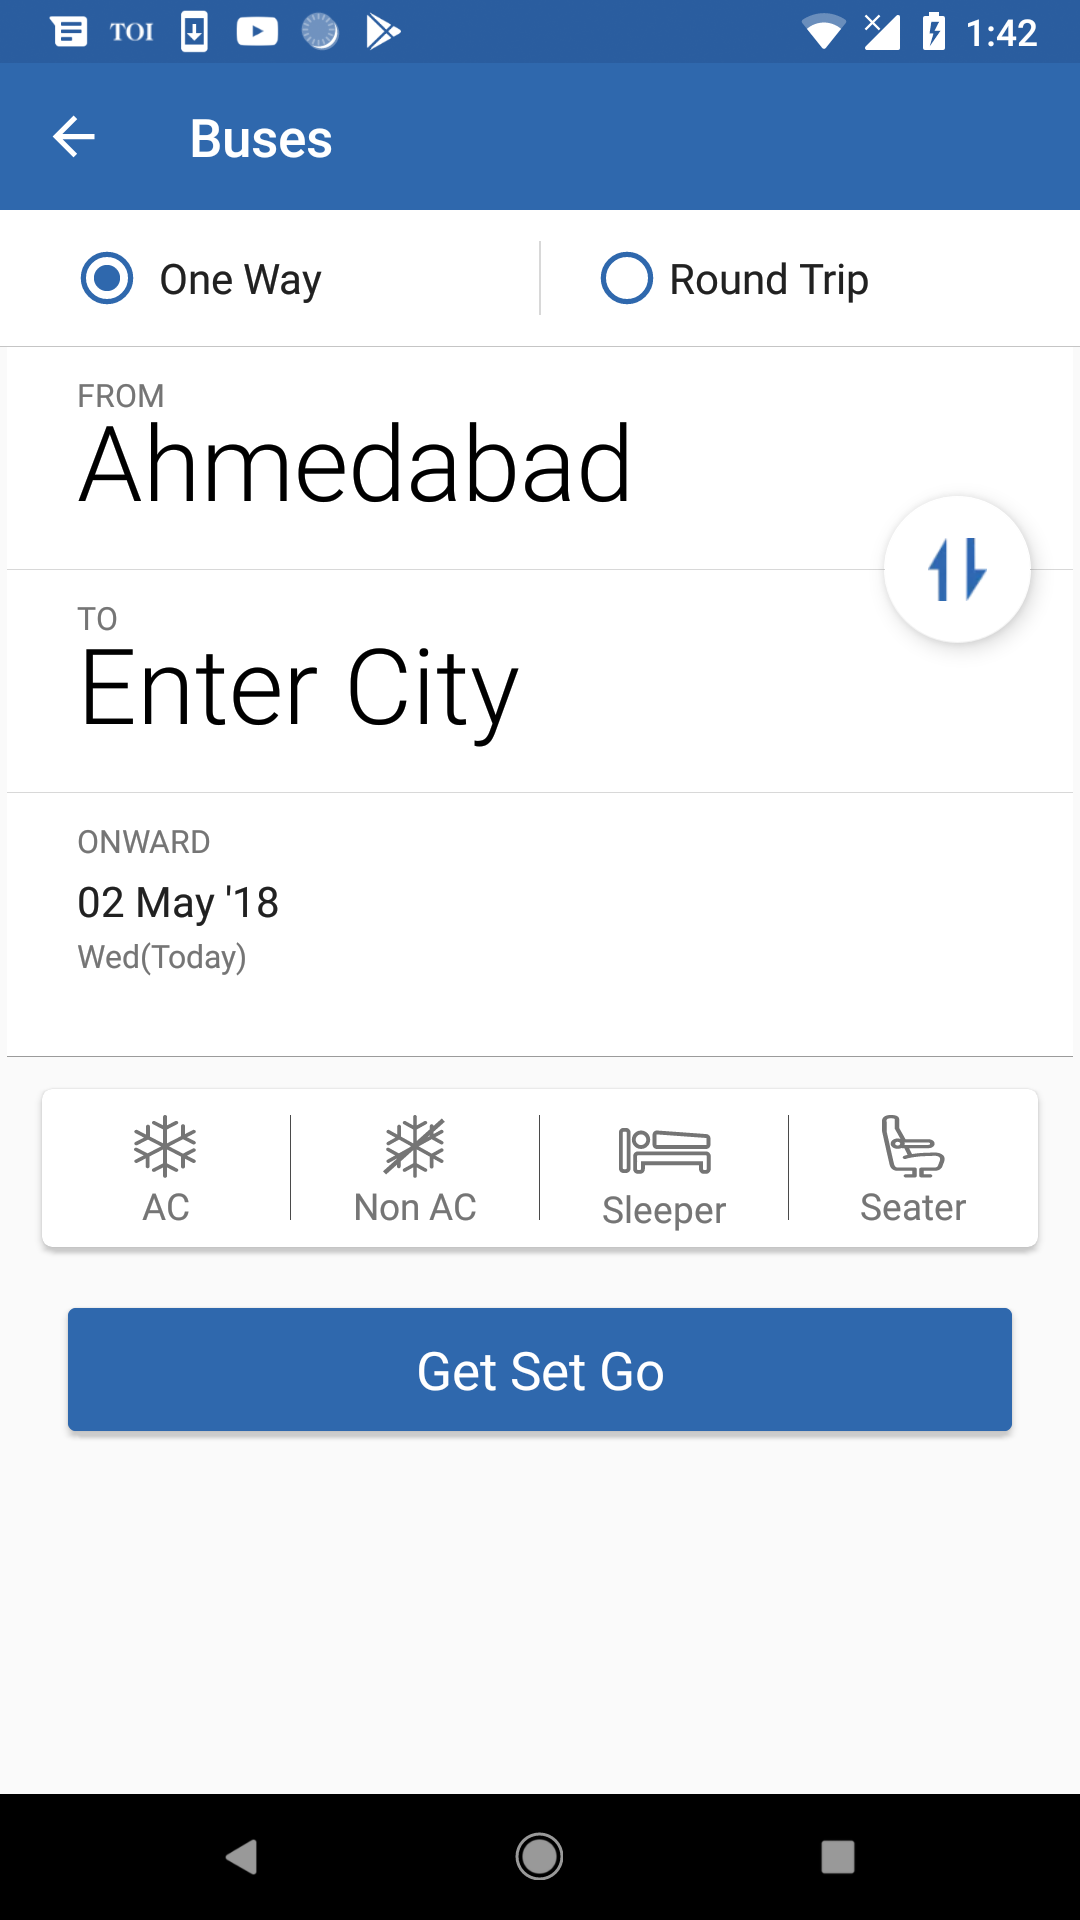 TOI 1:42
Buses
One Way Round Trip
FROM
Ahmedabad
TO
Enter City
ONWARD
02 May '18
Wed(Today)
AC Non AC Sleeper Seater
Get Set Go